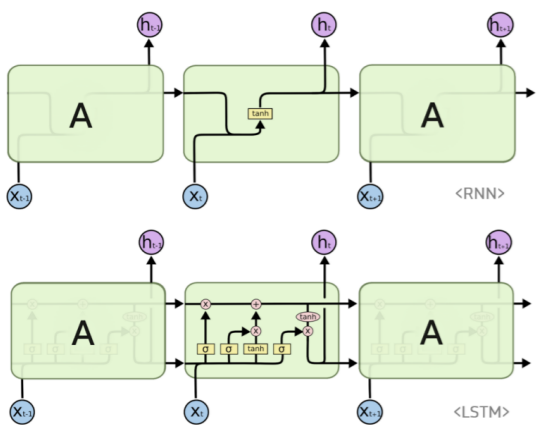 ht-1 ht ht+1
A tanh A
Xt-1 Xt Xt+1
<RNN>
ht-1 ht ht+1
x + tanh
A x x A
σ σ tanh σ
Xt-1 Xt Xt+1
<LSTM>